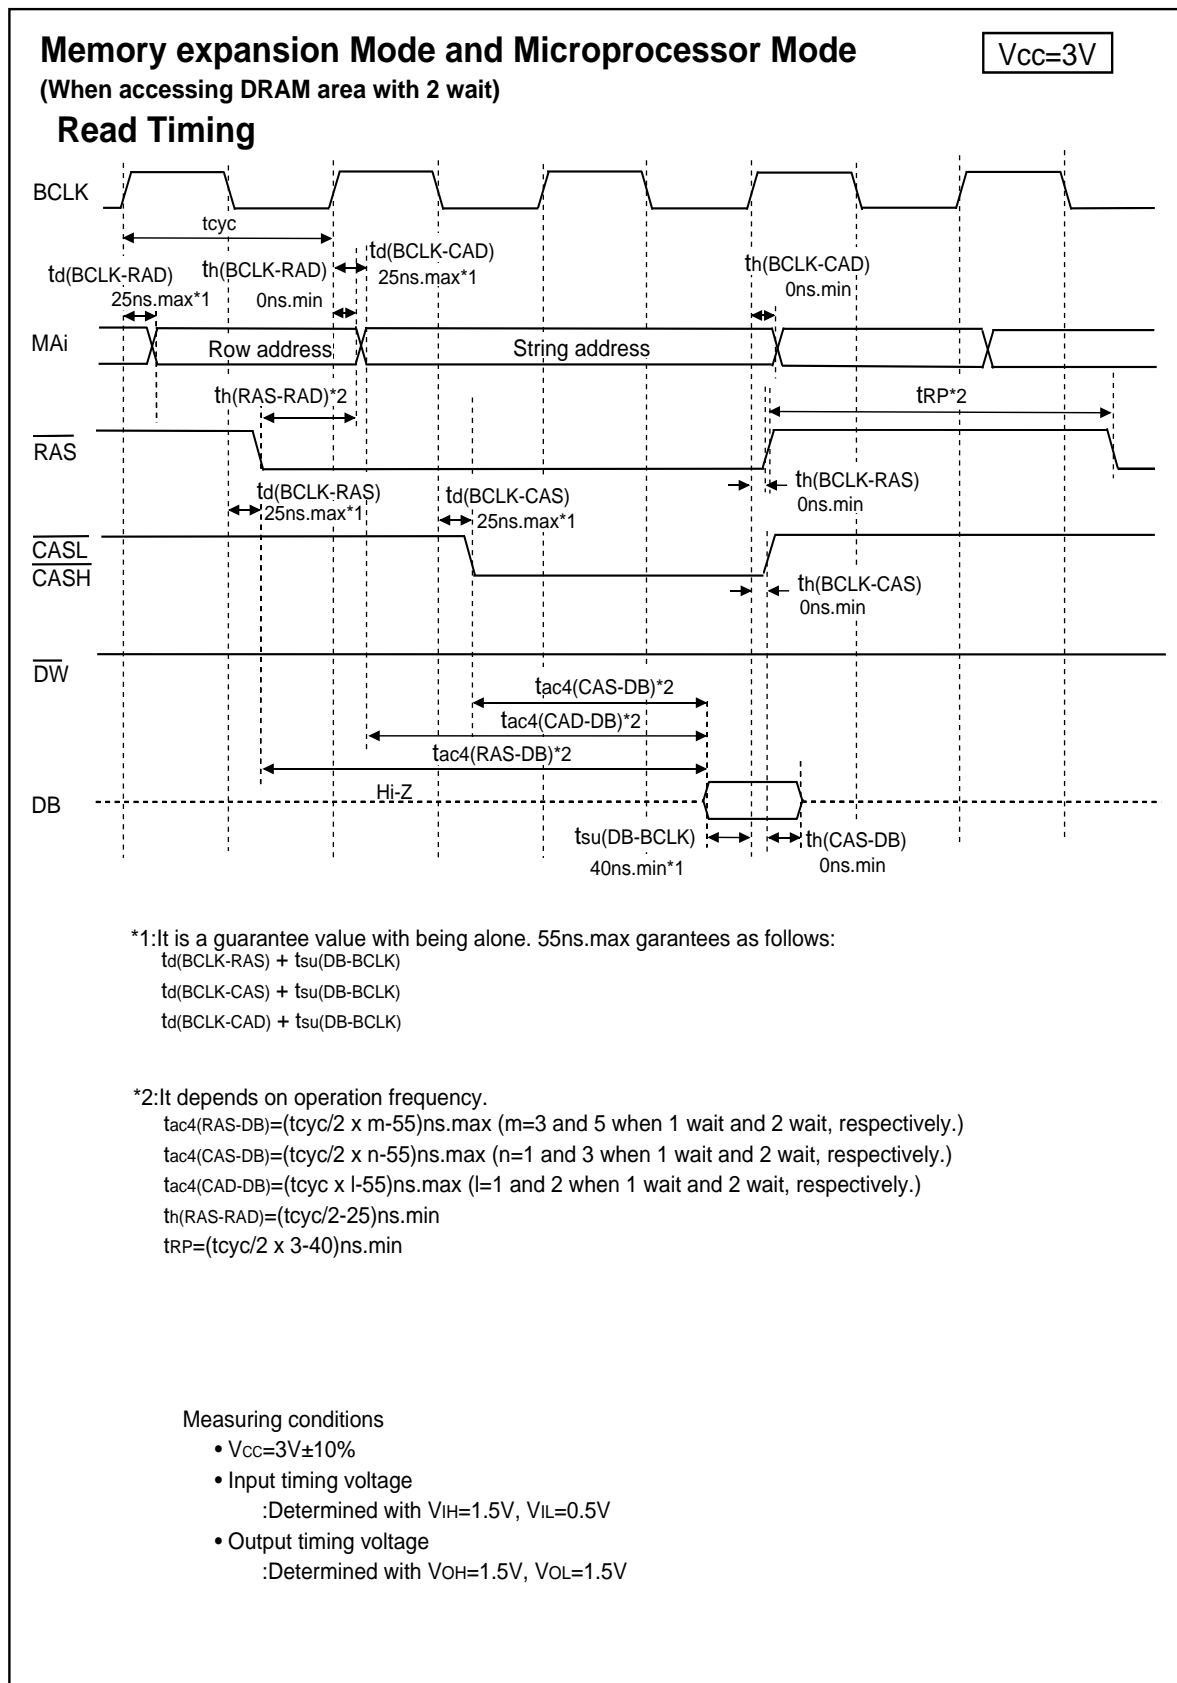 Memory expansion Mode and Microprocessor Mode
Vcc=3V
(When accessing DRAM area with 2 wait)
Read Timing
BCLK
tcyc
td(BCLK-RAD)
25ns.max*1
th(BCLK-RAD)
0ns.min
td(BCLK-CAD)
25ns.max*1
th(BCLK-CAD)
0ns.min
MAi
Row address
String address
th(RAS-RAD)*2
tRP*2
RAS
td(BCLK-RAS)
25ns.max*1
td(BCLK-CAS)
25ns.max*1
th(BCLK-RAS)
0ns.min
CASL
CASH
th(BCLK-CAS)
0ns.min
DW
tac4(CAS-DB)*2
tac4(CAD-DB)*2
tac4(RAS-DB)*2
Hi-Z
DB
tsu(DB-BCLK)
40ns.min*1
th(CAS-DB)
0ns.min
*1:It is a guarantee value with being alone. 55ns.max garantees as follows:
td(BCLK-RAS) + tsu(DB-BCLK)
td(BCLK-CAS) + tsu(DB-BCLK)
td(BCLK-CAD) + tsu(DB-BCLK)
*2:It depends on operation frequency.
tac4(RAS-DB)=(tcyc/2 x m-55)ns.max (m=3 and 5 when 1 wait and 2 wait, respectively.)
tac4(CAS-DB)=(tcyc/2 x n-55)ns.max (n=1 and 3 when 1 wait and 2 wait, respectively.)
tac4(CAD-DB)=(tcyc x l-55)ns.max (l=1 and 2 when 1 wait and 2 wait, respectively.)
th(RAS-RAD)=(tcyc/2-25)ns.min
tRP=(tcyc/2 x 3-40)ns.min
Measuring conditions
• VCC=3V±10%
• Input timing voltage
:Determined with VIH=1.5V, VIL=0.5V
• Output timing voltage
:Determined with VOH=1.5V, VOL=1.5V